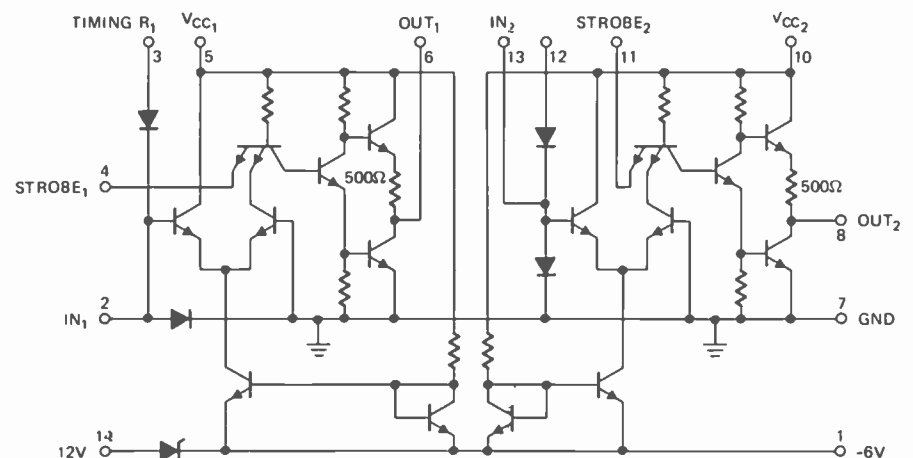 TIMING R1 VCC1 OUT1 IN2 STROBE2 VCC2
3 5 6 13 12 11 10
4
STROBE1
500Ω 500Ω
OUT2
8
2 7
IN1 GND
14 1
12V -6V